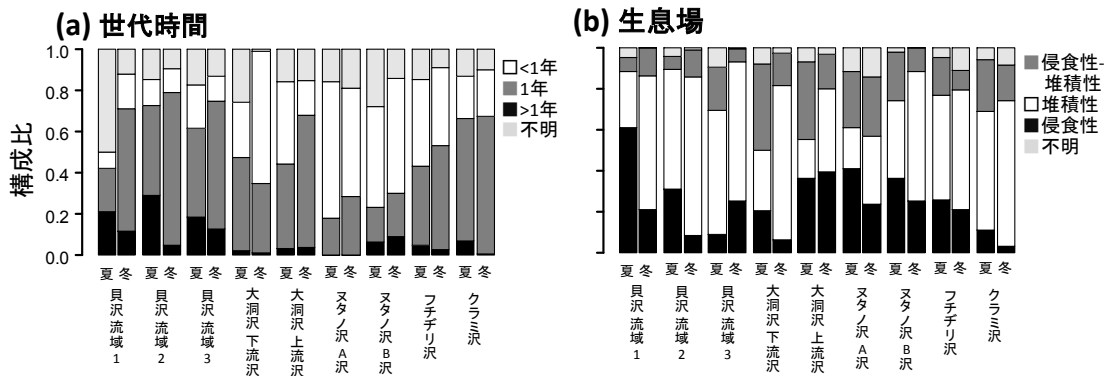 (a) 世代時間
構成比
1.0
0.8
0.6
0.4
0.2
0.0
<1年
1年
>1年
不明
夏 冬 夏 冬 夏 冬 夏 冬 夏 冬 夏 冬 夏 冬 夏 冬 夏 冬
貝沢 流域1
貝沢 流域2
貝沢 流域3
大洞沢 下流沢
大洞沢 上流沢
ヌタノ沢 A沢
ヌタノ沢 B沢
フチヂリ沢
クラミ沢
(b) 生息場
侵食性-
堆積性
堆積性
侵食性
不明
夏 冬 夏 冬 夏 冬 夏 冬 夏 冬 夏 冬 夏 冬 夏 冬 夏 冬
貝沢 流域1
貝沢 流域2
貝沢 流域3
大洞沢 下流沢
大洞沢 上流沢
ヌタノ沢 A沢
ヌタノ沢 B沢
フチヂリ沢
クラミ沢